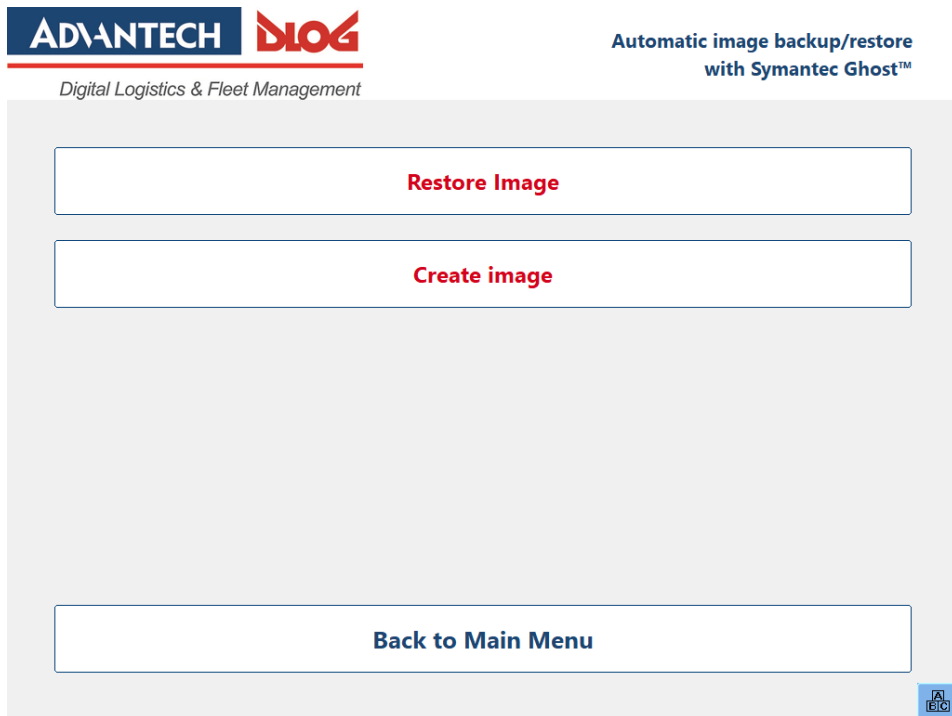 ADVANTECH DLOG
Digital Logistics & Fleet Management
Automatic image backup/restore
with Symantec Ghost™
Restore Image
Create image
Back to Main Menu
A
BC